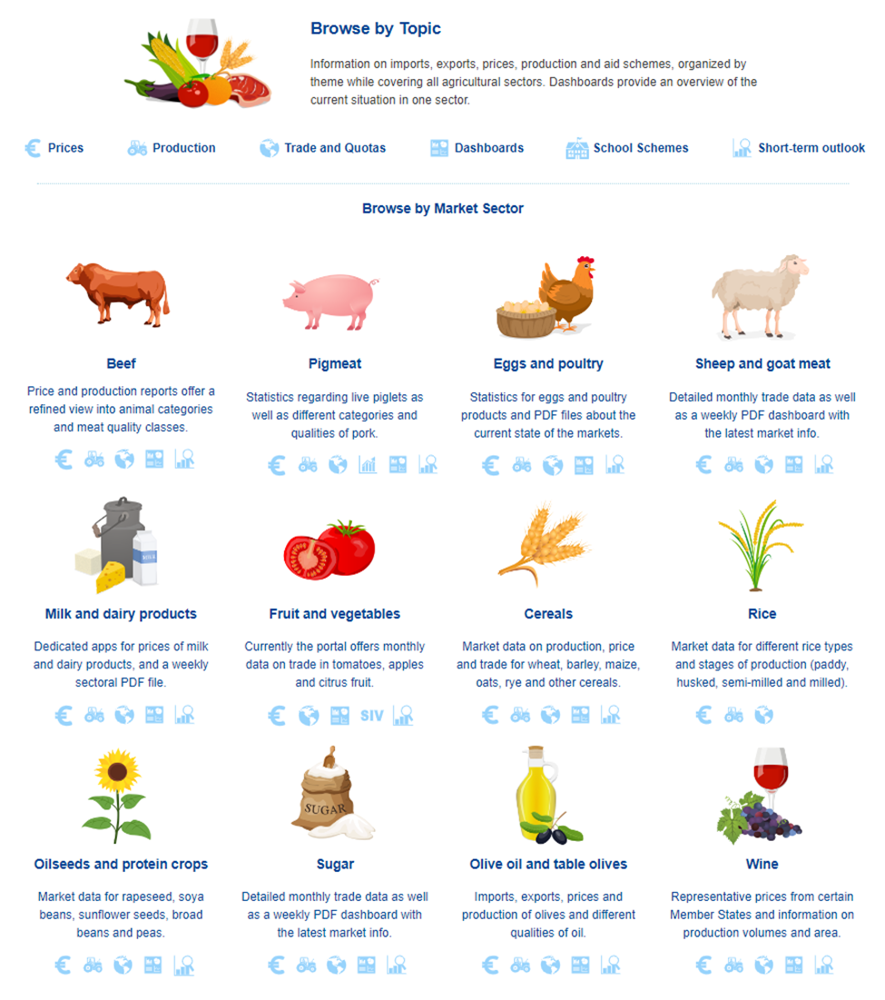 Browse by Topic
Information on imports, exports, prices, production and aid schemes, organized by
theme while covering all agricultural sectors. Dashboards provide an overview of the
current situation in one sector.
Prices
Production
Trade and Quotas
Dashboards
School Schemes
Short-term outlook
Browse by Market Sector
Beef
Price and production reports offer a
refined view into animal categories
and meat quality classes.
Pigmeat
Statistics regarding live piglets as
well as different categories and
qualities of pork.
Eggs and poultry
Statistics for eggs and poultry
products and PDF files about the
current state of the markets.
Sheep and goat meat
Detailed monthly trade data as well
as a weekly PDF dashboard with
the latest market info.
MILK
Milk and dairy products
Dedicated apps for prices of milk
and dairy products, and a weekly
sectoral PDF file.
Fruit and vegetables
Currently the portal offers monthly
data on trade in tomatoes, apples
and citrus fruit.
SIV
Cereals
Market data on production, price
and trade for wheat, barley, maize,
oats, rye and other cereals.
Rice
Market data for different rice types
and stages of production (paddy,
husked, semi-milled and milled).
Oilseeds and protein crops
Market data for rapeseed, soya
beans, sunflower seeds, broad
beans and peas.
SUGAR
Sugar
Detailed monthly trade data as well
as a weekly PDF dashboard with
the latest market info.
Olive oil and table olives
Imports, exports, prices and
production of olives and different
qualities of oil.
Wine
Representative prices from certain
Member States and information on
production volumes and area.